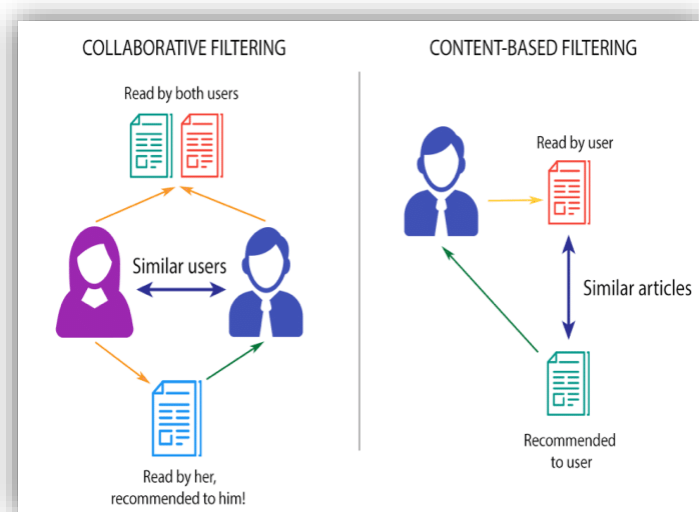 COLLABORATIVE FILTERING
Read by both users
Similar users
Read by her,
recommended to him!
CONTENT-BASED FILTERING
Read by user
Similar articles
Recommended
to user